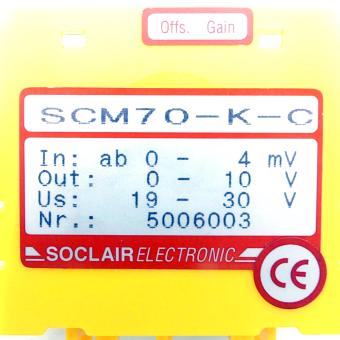 Offs. Gain
SCM70-K-C
In: ab 0 - 4 mV
Out: 0 - 10 V
Us: 19 - 30 V
Nr.: 5006003
SOCLAIR ELECTRONIC
CE